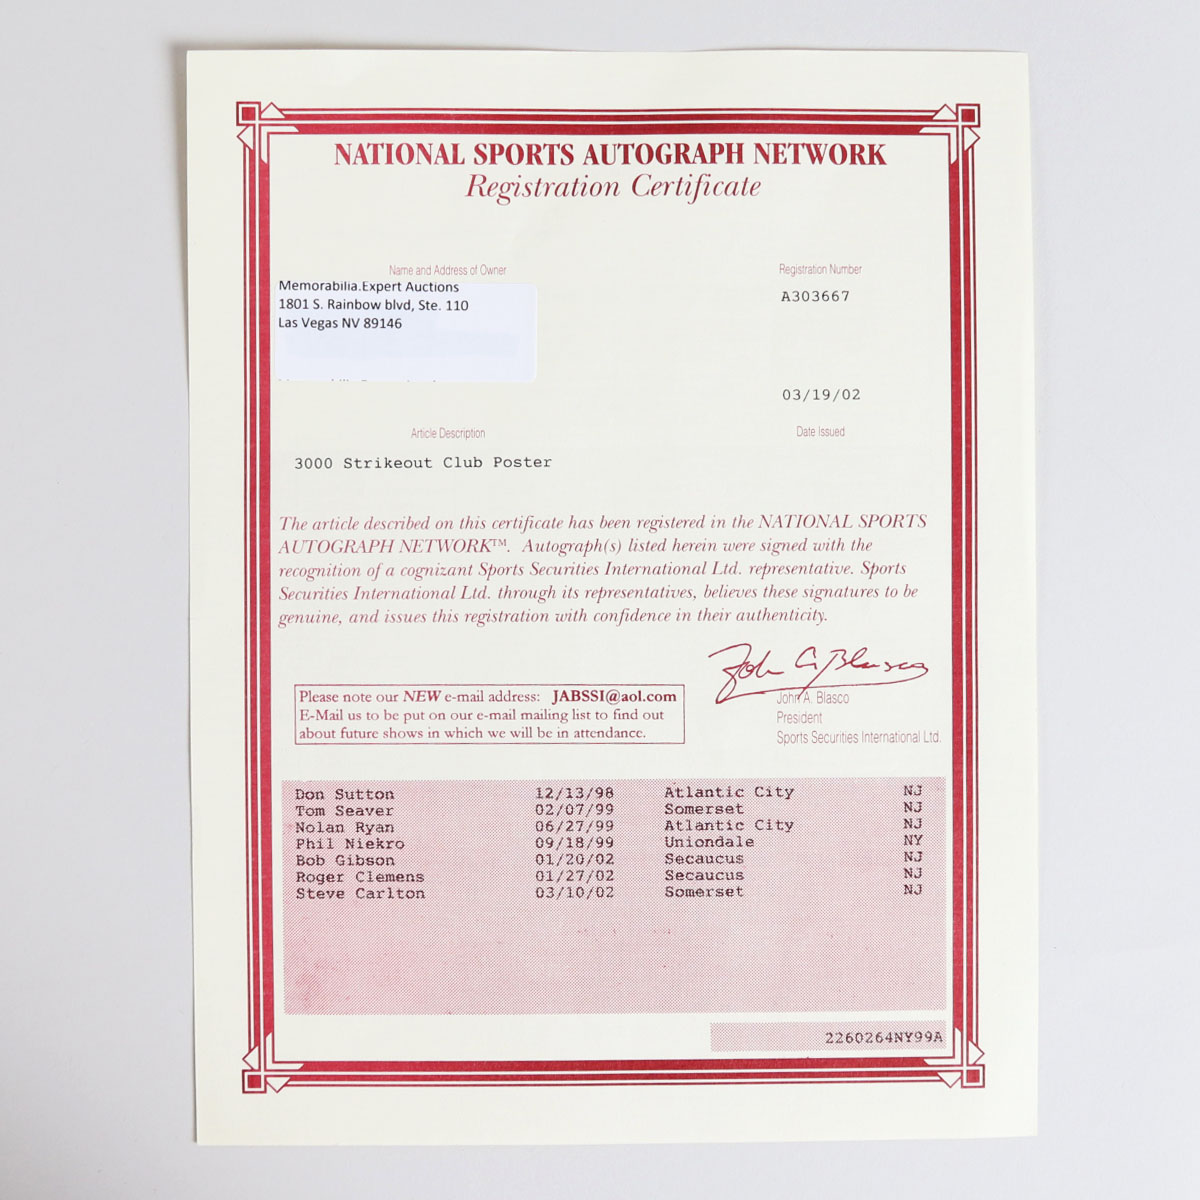 NATIONAL SPORTS AUTOGRAPH NETWORK
Registration Certificate
Name and Address of Owner
Memorabilia.Expert Auctions
1801 S. Rainbow blvd, Ste. 110
Las Vegas NV 89146
Registration Number
A303667
03/19/02
Date Issued
Article Description
3000 Strikeout Club Poster
The article described on this certificate has been registered in the NATIONAL SPORTS
AUTOGRAPH NETWORK™. Autograph(s) listed herein were signed with the
recognition of a cognizant Sports Securities International Ltd. representative. Sports
Securities International Ltd. through its representatives, believes these signatures to be
genuine, and issues this registration with confidence in their authenticity.
John A. Blasco
John A. Blasco
President
Sports Securities International Ltd.
Please note our NEW e-mail address: JABSSI@aol.com
E-Mail us to be put on our e-mail mailing list to find out
about future shows in which we will be in attendance.
Don Sutton 12/13/98 Atlantic City NJ
Tom Seaver 02/07/99 Somerset NJ
Nolan Ryan 06/27/99 Atlantic City NJ
Phil Niekro 09/18/99 Uniondale NY
Bob Gibson 01/20/02 Secaucus NJ
Roger Clemens 01/27/02 Secaucus NJ
Steve Carlton 03/10/02 Somerset NJ
2260264NY99A